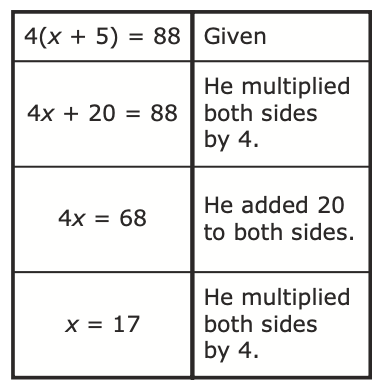 4(x + 5) = 88 Given
4x + 20 = 88
He multiplied
both sides
by 4.
4x = 68
He added 20
to both sides.
x = 17
He multiplied
both sides
by 4.